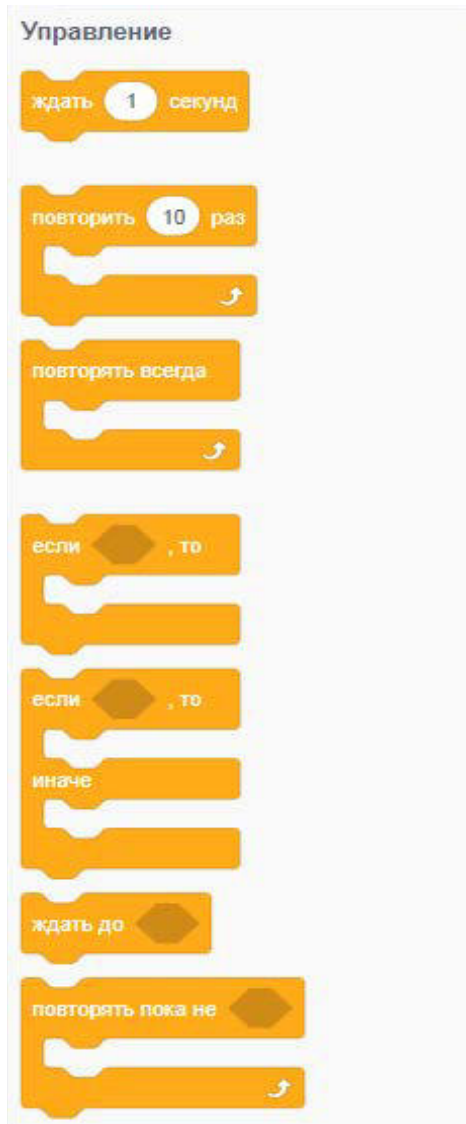 Управление
ждать 1 секунд
повторить 10 раз
повторять всегда
если , то
если , то
иначе
ждать до
повторять пока не